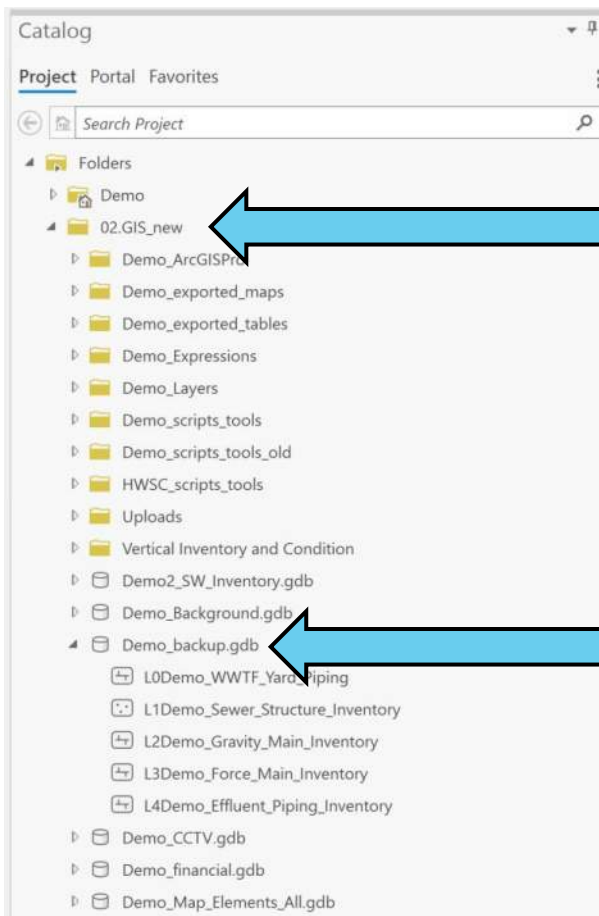 Catalog
Project Portal Favorites
Search Project
Folders
Demo
02.GIS_new
Demo_ArcGISPro
Demo_exported_maps
Demo_exported_tables
Demo_Expressions
Demo_Layers
Demo_scripts_tools
Demo_scripts_tools_old
HWSC_scripts_tools
Uploads
Vertical Inventory and Condition
Demo2_SW_Inventory.gdb
Demo_Background.gdb
Demo_backup.gdb
L0Demo_WWTF_Yard_Piping
L1Demo_Sewer_Structure_Inventory
L2Demo_Gravity_Main_Inventory
L3Demo_Force_Main_Inventory
L4Demo_Effluent_Piping_Inventory
Demo_CCTV.gdb
Demo_financial.gdb
Demo_Map_Elements_All.gdb